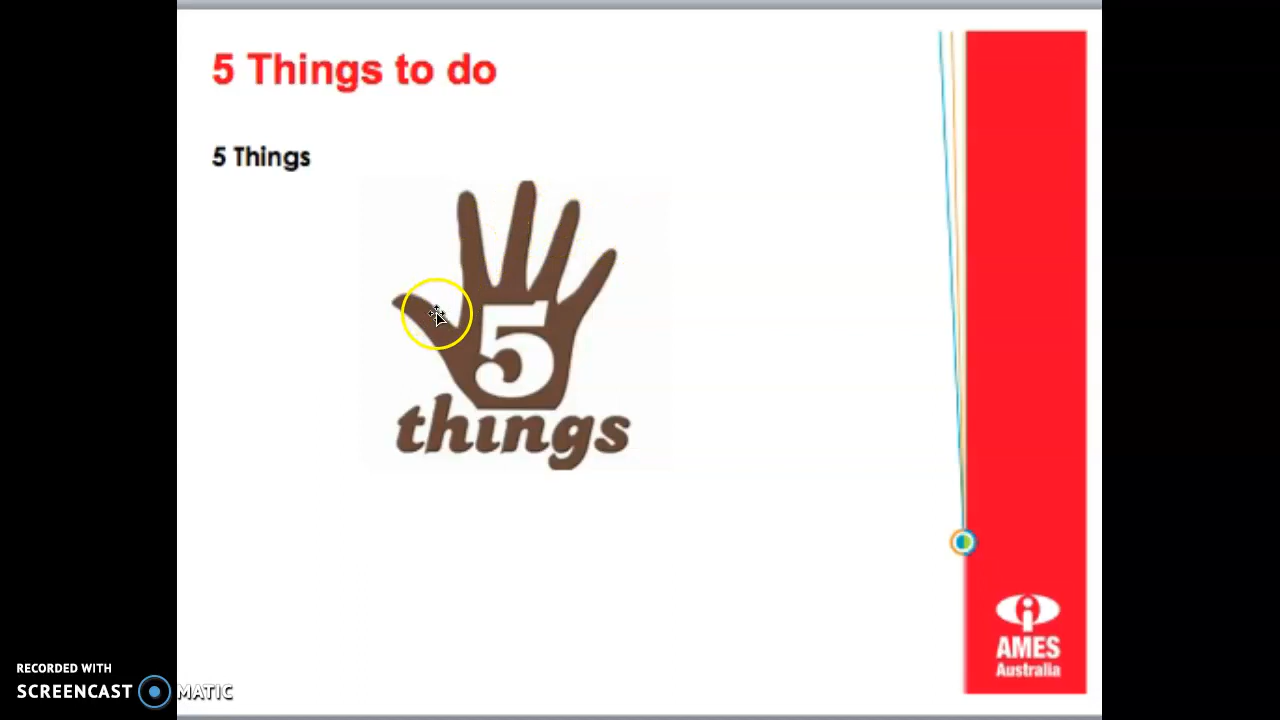 5 Things to do
5 Things
5
things
AMES
Australia
RECORDED WITH
SCREENCAST MATIC